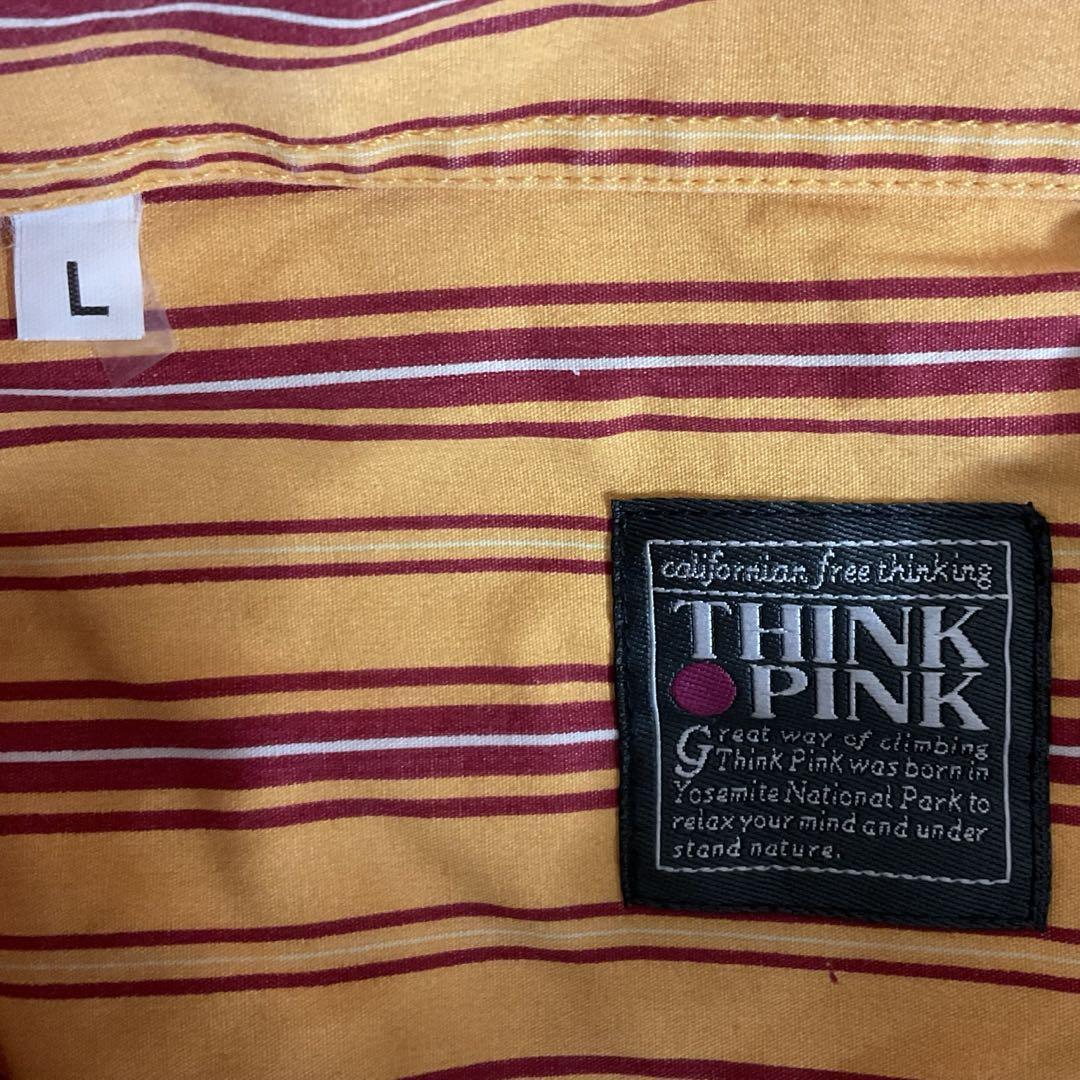 L
californian free thinking
THINK
PINK
Great way of climbing
Think Pink was born in
Yosemite National Park to
relax your mind and under
stand nature.